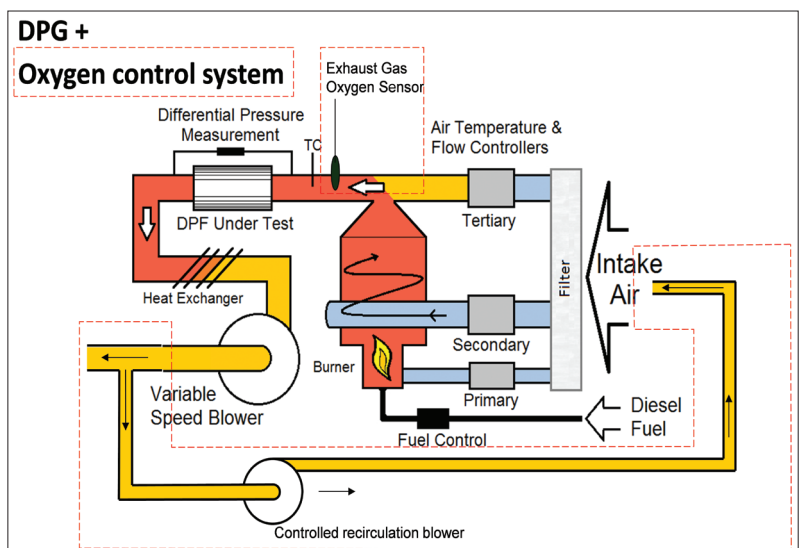 DPG +
Oxygen control system
Exhaust Gas
Oxygen Sensor
Differential Pressure
Measurement
TC
Air Temperature &
Flow Controllers
DPF Under Test
Tertiary
Heat Exchanger
Filter
Intake
Air
Secondary
Burner
Primary
Variable
Speed Blower
Diesel
Fuel
Fuel Control
Controlled recirculation blower